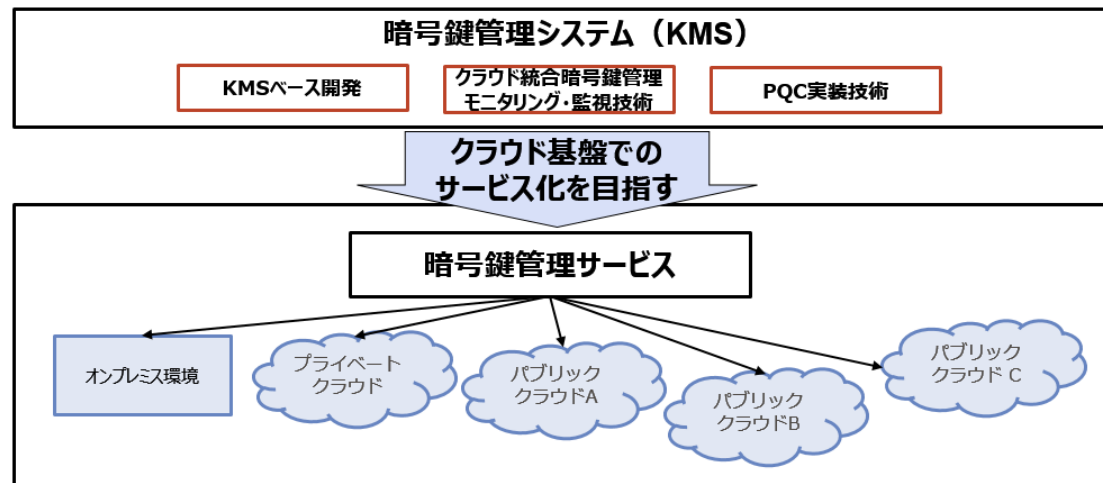 暗号鍵管理システム（KMS）
KMSベース開発
クラウド統合暗号鍵管理
モニタリング・監視技術
PQC実装技術
クラウド基盤での
サービス化を目指す
暗号鍵管理サービス
オンプレミス環境
プライベート
クラウド
パブリック
クラウドA
パブリック
クラウドB
パブリック
クラウド C